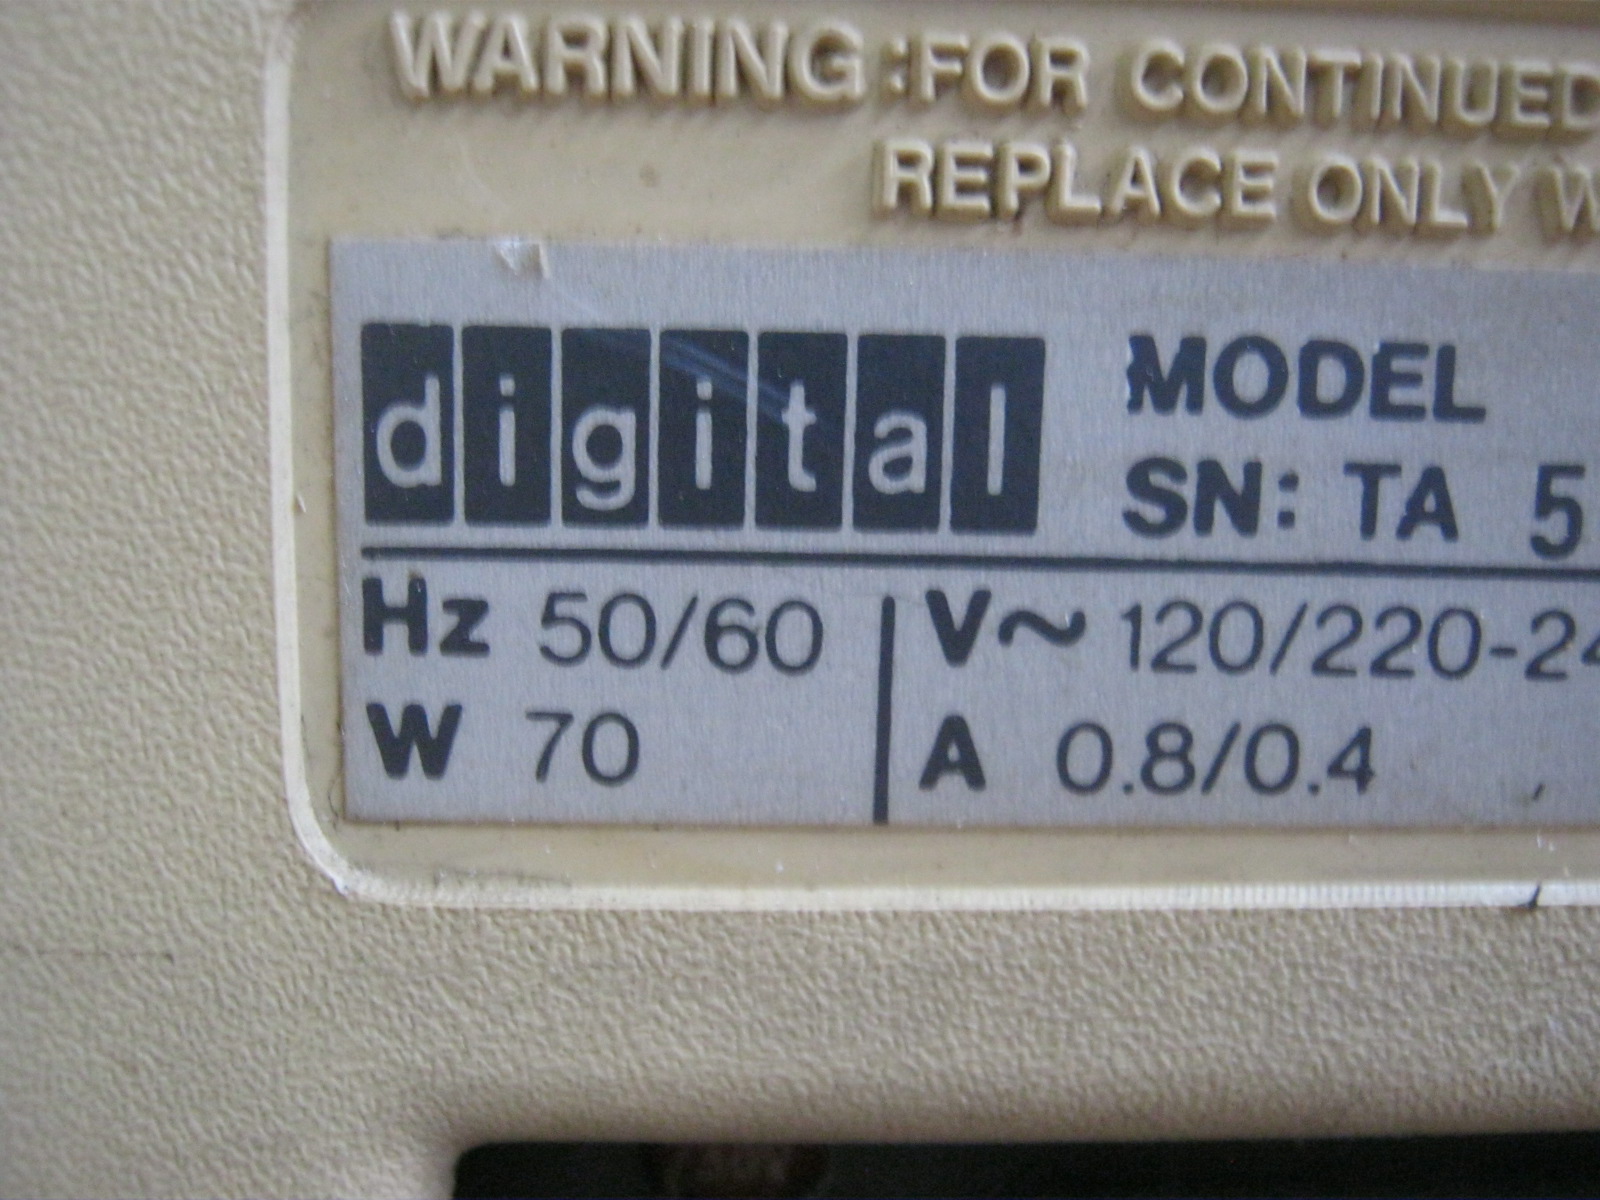 WARNING:FOR CONTINUED
REPLACE ONLY
digital
MODEL
SN: TA 5
Hz 50/60
V~ 120/220-24
W 70
A 0.8/0.4